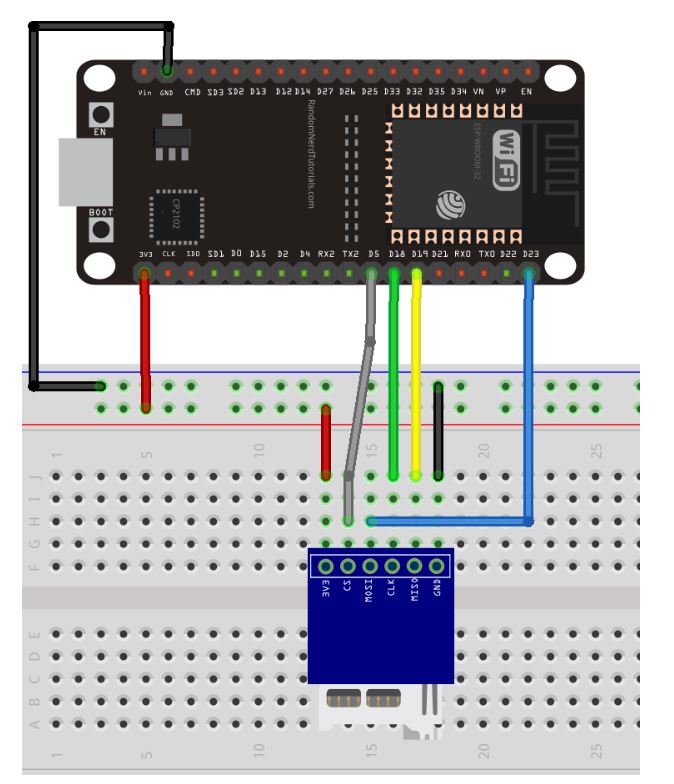 Vin GND CMD SD3 SD2 D13 D12 D14 D27 D26 D25 D33 D32 D35 D34 VN VP EN
EN
RandomNerdTutorials.com
ESP-WROOM-32
WiFi
CP2102
BOOT
3V3 CLK SD0 SD1 D0 D15 D2 D4 RX2 TX2 D5 D18 D19 D21 RX0 TX0 D22 D23
1 5 10 15 20 25
J
I
H
G
F
3V3 CS MOSI CLK MISO GND
E
D
C
B
A
1 5 10 15 20 25